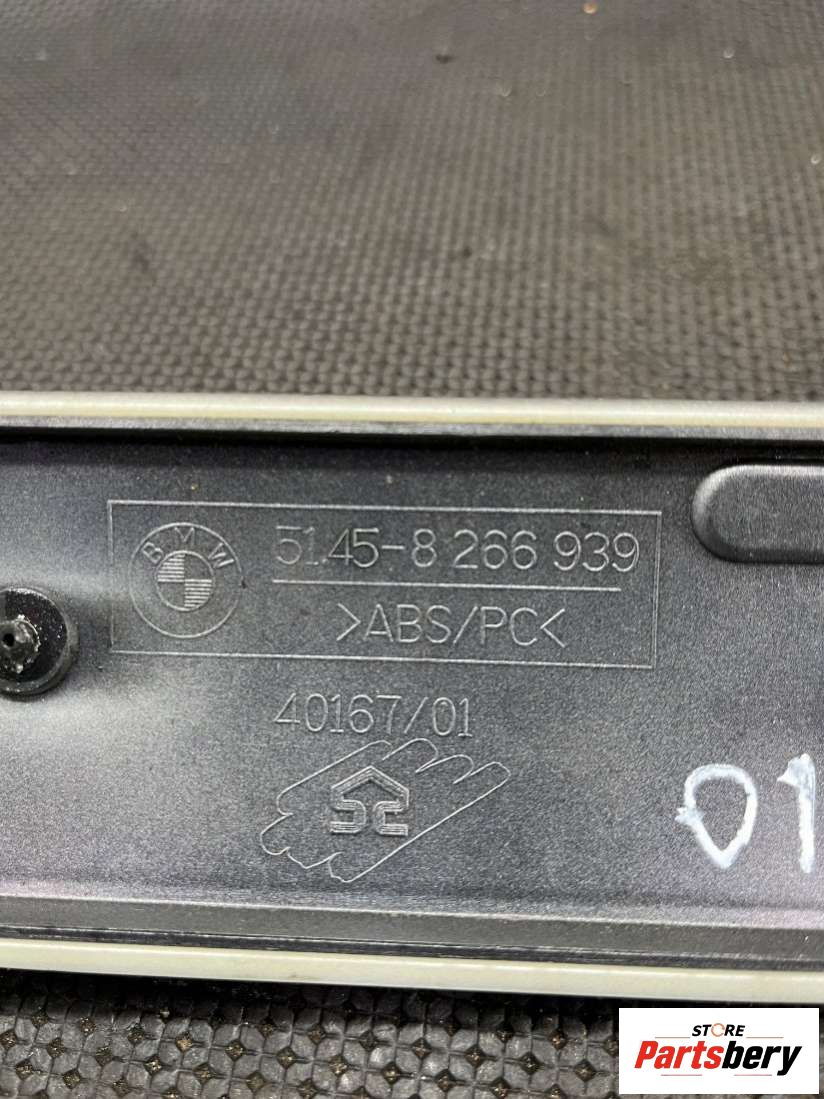 BMW
51.45-8 266 939
>ABS/PC<
40167/01
01
STORE
Partsbery